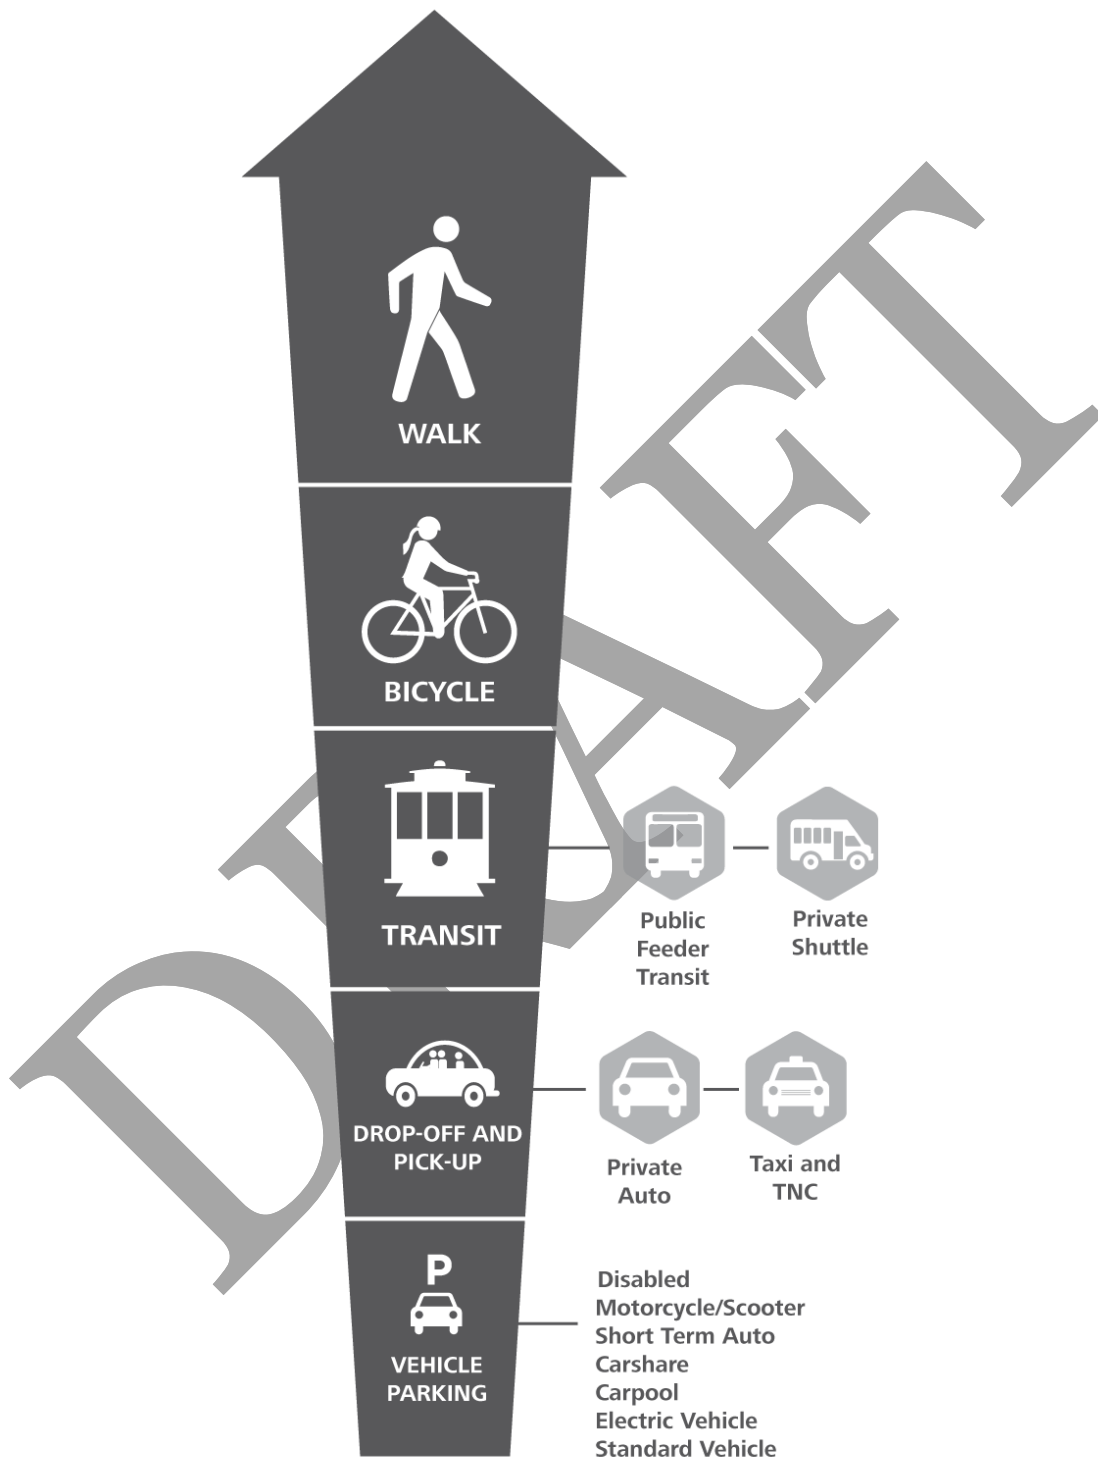 WALK
BICYCLE
TRANSIT
Public
Feeder
Transit
Private
Shuttle
DROP-OFF AND
PICK-UP
Private
Auto
Taxi and
TNC
P
VEHICLE
PARKING
Disabled
Motorcycle/Scooter
Short Term Auto
Carshare
Carpool
Electric Vehicle
Standard Vehicle
DRAFT